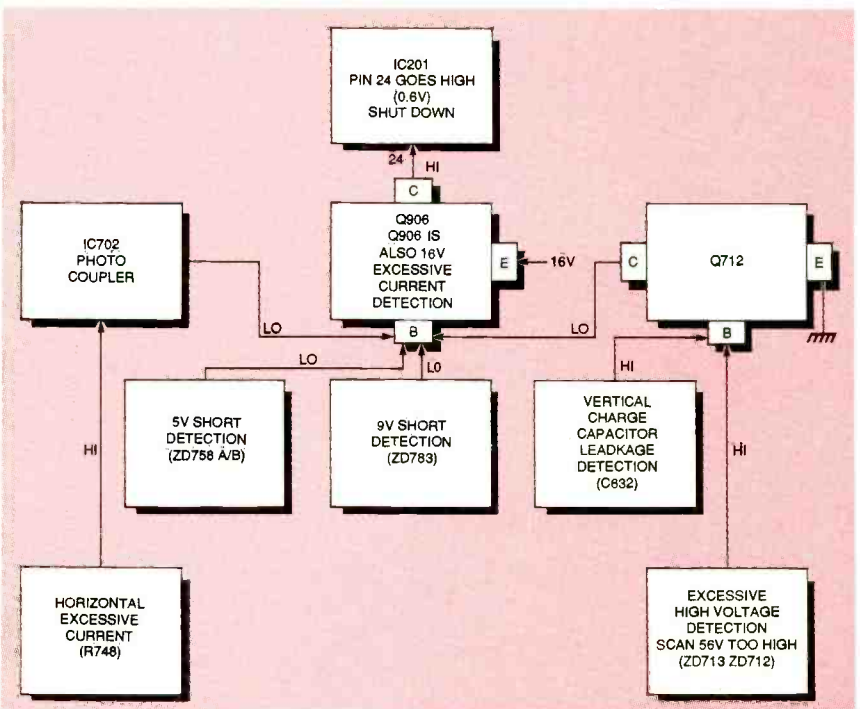 IC201
PIN 24 GOES HIGH
(0.6V)
SHUT DOWN
24 HI
C
IC702
PHOTO
COUPLER
Q906
Q906 IS
ALSO 16V
EXCESSIVE
CURRENT
DETECTION
E
16V
C
Q712
E
LO
B
LO
B
LO
L0
HI
HI
HI
5V SHORT
DETECTION
(ZD758 A/B)
9V SHORT
DETECTION
(ZD783)
VERTICAL
CHARGE
CAPACITOR
LEADKAGE
DETECTION
(C632)
HORIZONTAL
EXCESSIVE
CURRENT
(R748)
EXCESSIVE
HIGH VOLTAGE
DETECTION
SCAN 56V TOO HIGH
(ZD713 ZD712)